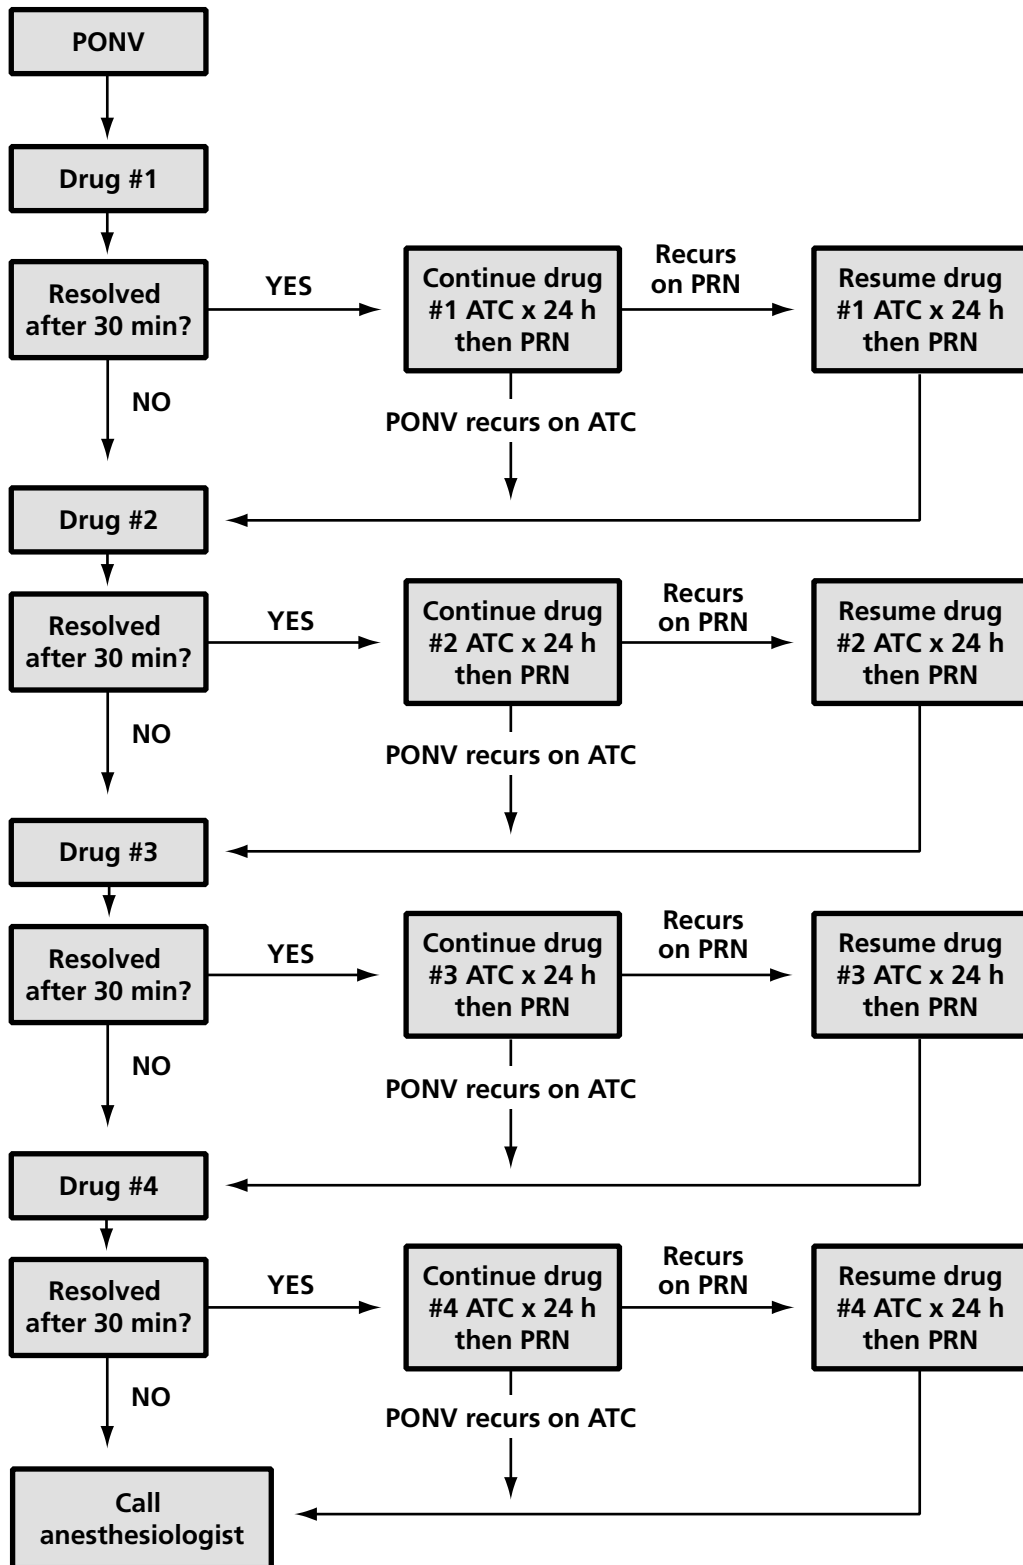 PONV
Drug #1
Resolved
after 30 min?
YES
Continue drug
#1 ATC x 24 h
then PRN
Recurs
on PRN
Resume drug
#1 ATC x 24 h
then PRN
NO
PONV recurs on ATC
Drug #2
Resolved
after 30 min?
YES
Continue drug
#2 ATC x 24 h
then PRN
Recurs
on PRN
Resume drug
#2 ATC x 24 h
then PRN
NO
PONV recurs on ATC
Drug #3
Resolved
after 30 min?
YES
Continue drug
#3 ATC x 24 h
then PRN
Recurs
on PRN
Resume drug
#3 ATC x 24 h
then PRN
NO
PONV recurs on ATC
Drug #4
Resolved
after 30 min?
YES
Continue drug
#4 ATC x 24 h
then PRN
Recurs
on PRN
Resume drug
#4 ATC x 24 h
then PRN
NO
PONV recurs on ATC
Call
anesthesiologist